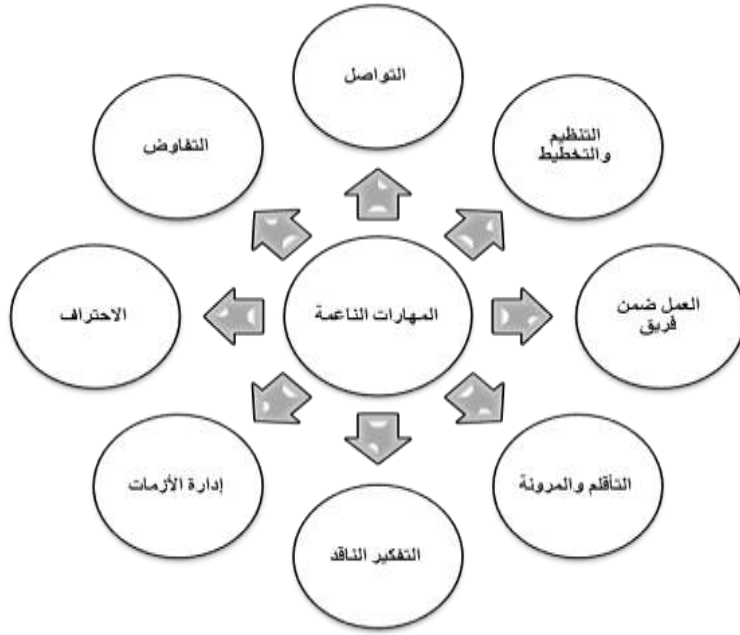 التواصل
التنظيم
والتخطيط
التفاوض
العمل ضمن
فريق
المهارات الناعمة
الاحتراف
التأقلم والمرونة
إدارة الأزمات
التفكير الناقد